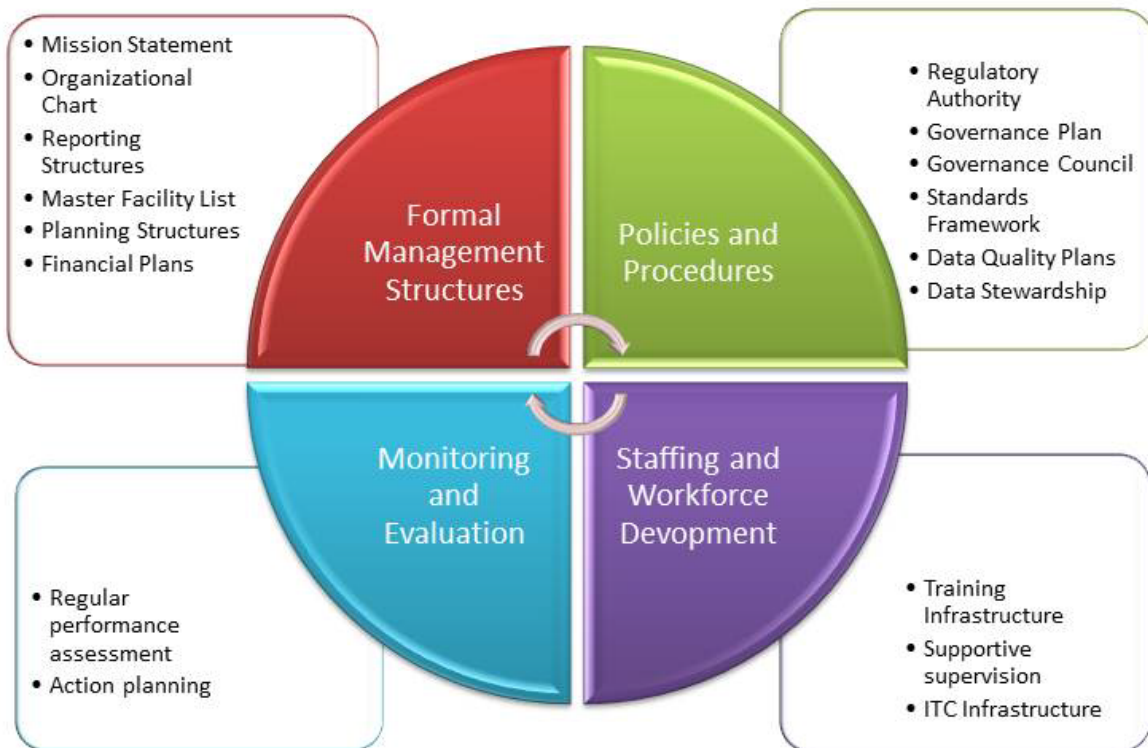 • Mission Statement
• Organizational
Chart
• Reporting
Structures
• Master Facility List
• Planning Structures
• Financial Plans
Formal
Management
Structures
Policies and
Procedures
• Regulatory
Authority
• Governance Plan
• Governance Council
• Standards
Framework
• Data Quality Plans
• Data Stewardship
Monitoring
and
Evaluation
Staffing and
Workforce
Devopment
• Regular
performance
assessment
• Action planning
• Training
Infrastructure
• Supportive
supervision
• ITC Infrastructure